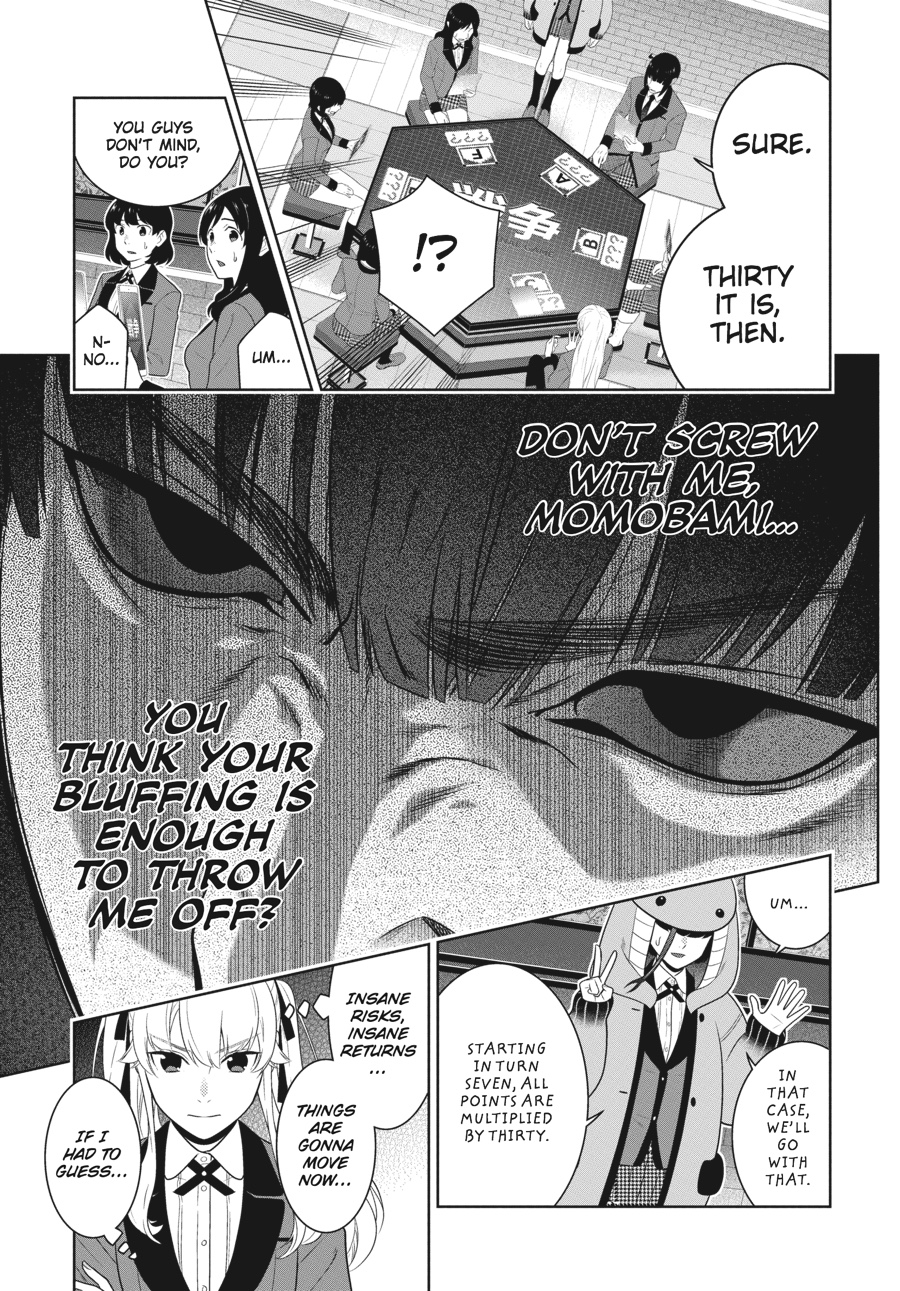 SURE.
THIRTY
IT IS,
THEN.
!?
戦争
F
???
???
A
???
B
???
YOU GUYS
DON'T MIND,
DO YOU?
UM...
N-
NO...
DON'T SCREW
WITH ME,
MOMOBAMI...
YOU
THINK YOUR
BLUFFING IS
ENOUGH
TO THROW
ME OFF?
UM...
IN
THAT
CASE,
WE'LL
GO
WITH
THAT.
STARTING
IN TURN
SEVEN, ALL
POINTS ARE
MULTIPLIED
BY THIRTY.
INSANE
RISKS,
INSANE
RETURNS
...
THINGS
ARE
GONNA
MOVE
NOW...
IF I
HAD TO
GUESS...